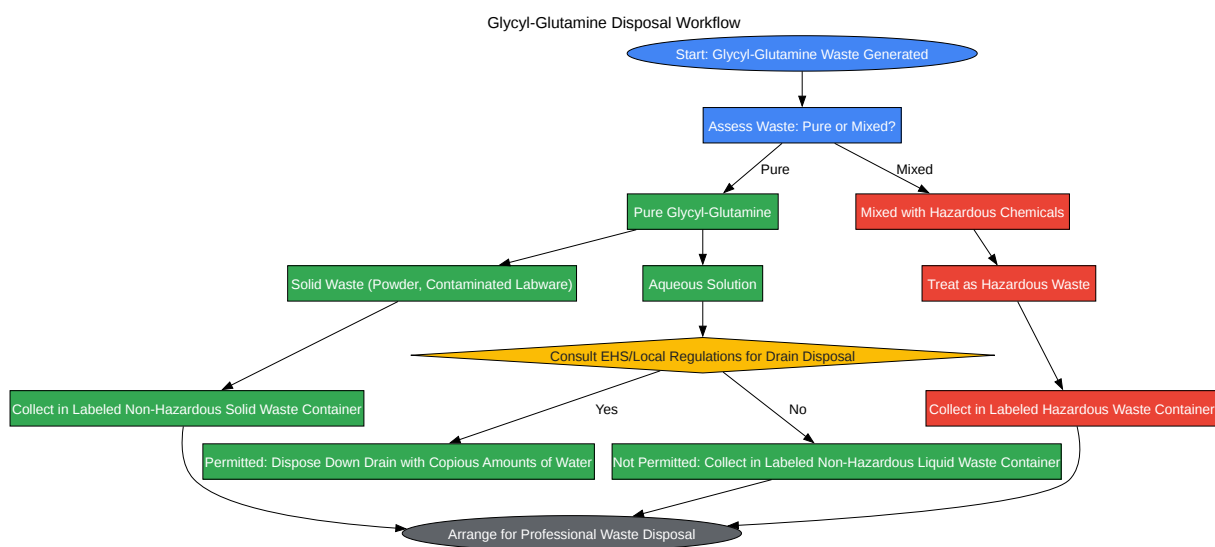 Glycyl-Glutamine Disposal Workflow
Start: Glycyl-Glutamine Waste Generated
Assess Waste: Pure or Mixed?
Pure
Mixed
Pure Glycyl-Glutamine
Mixed with Hazardous Chemicals
Solid Waste (Powder, Contaminated Labware)
Aqueous Solution
Treat as Hazardous Waste
Consult EHS/Local Regulations for Drain Disposal
Collect in Labeled Non-Hazardous Solid Waste Container
Yes
No
Collect in Labeled Hazardous Waste Container
Permitted: Dispose Down Drain with Copious Amounts of Water
Not Permitted: Collect in Labeled Non-Hazardous Liquid Waste Container
Arrange for Professional Waste Disposal